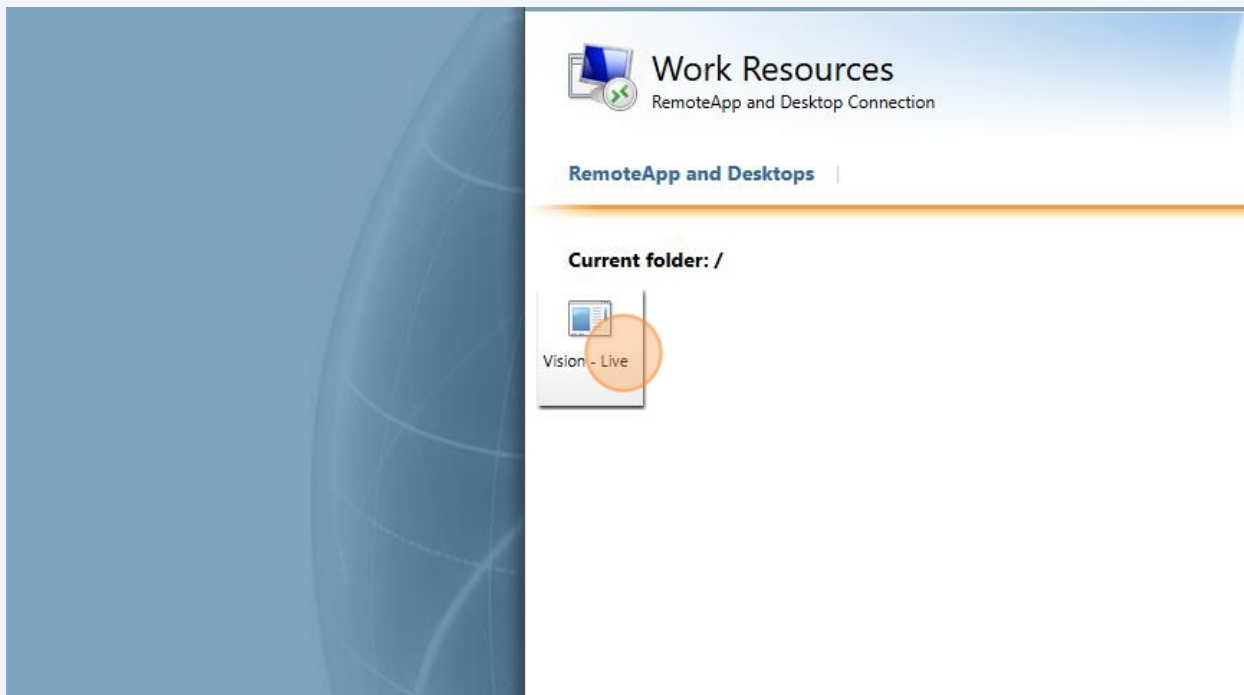 Work Resources
RemoteApp and Desktop Connection
RemoteApp and Desktops
Current folder: /
Vision - Live